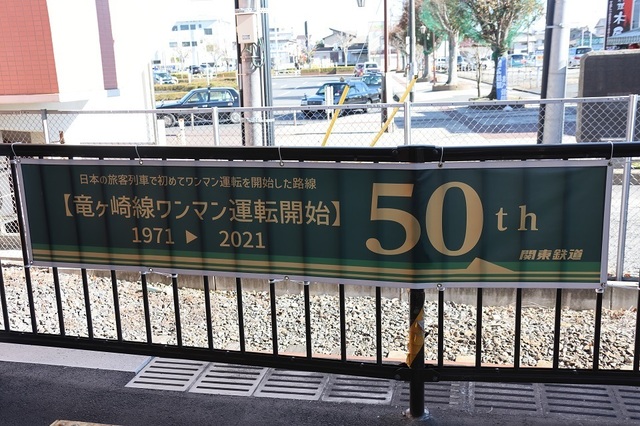 日本の旅客列車で初めてワンマン運転を開始した路線
【竜ヶ崎線ワンマン運転開始】
1971 ▶ 2021
50th
関東鉄道